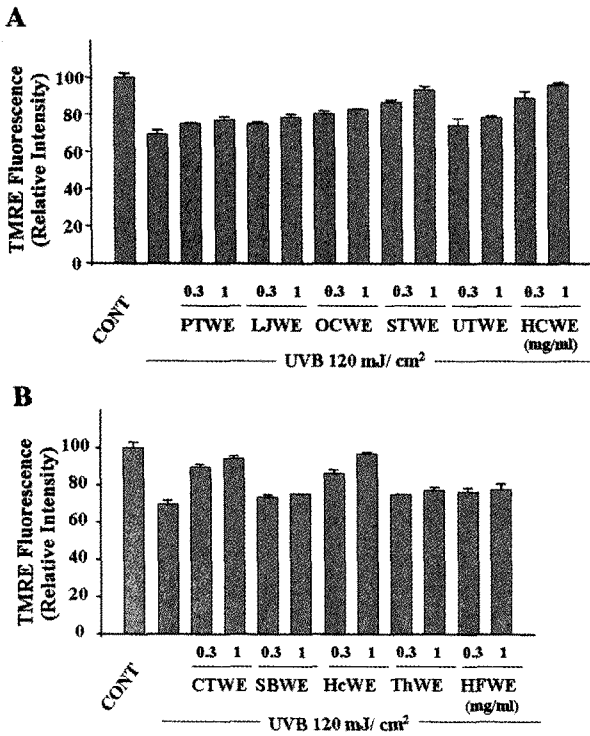 A
TMRE Fluorescence
(Relative Intensity)
100
80
60
40
20
0
0.3 1 0.3 1 0.3 1 0.3 1 0.3 1 0.3 1
CONT PTWE LJWE OCWE STWE UTWE HCWE
(mg/ml)
UVB 120 mJ/ cm²
B
TMRE Fluorescence
(Relative Intensity)
100
80
60
40
20
0
0.3 1 0.3 1 0.3 1 0.3 1 0.3 1
CONT CTWE SBWE HcWE ThWE HFWE
(mg/ml)
UVB 120 mJ/ cm²